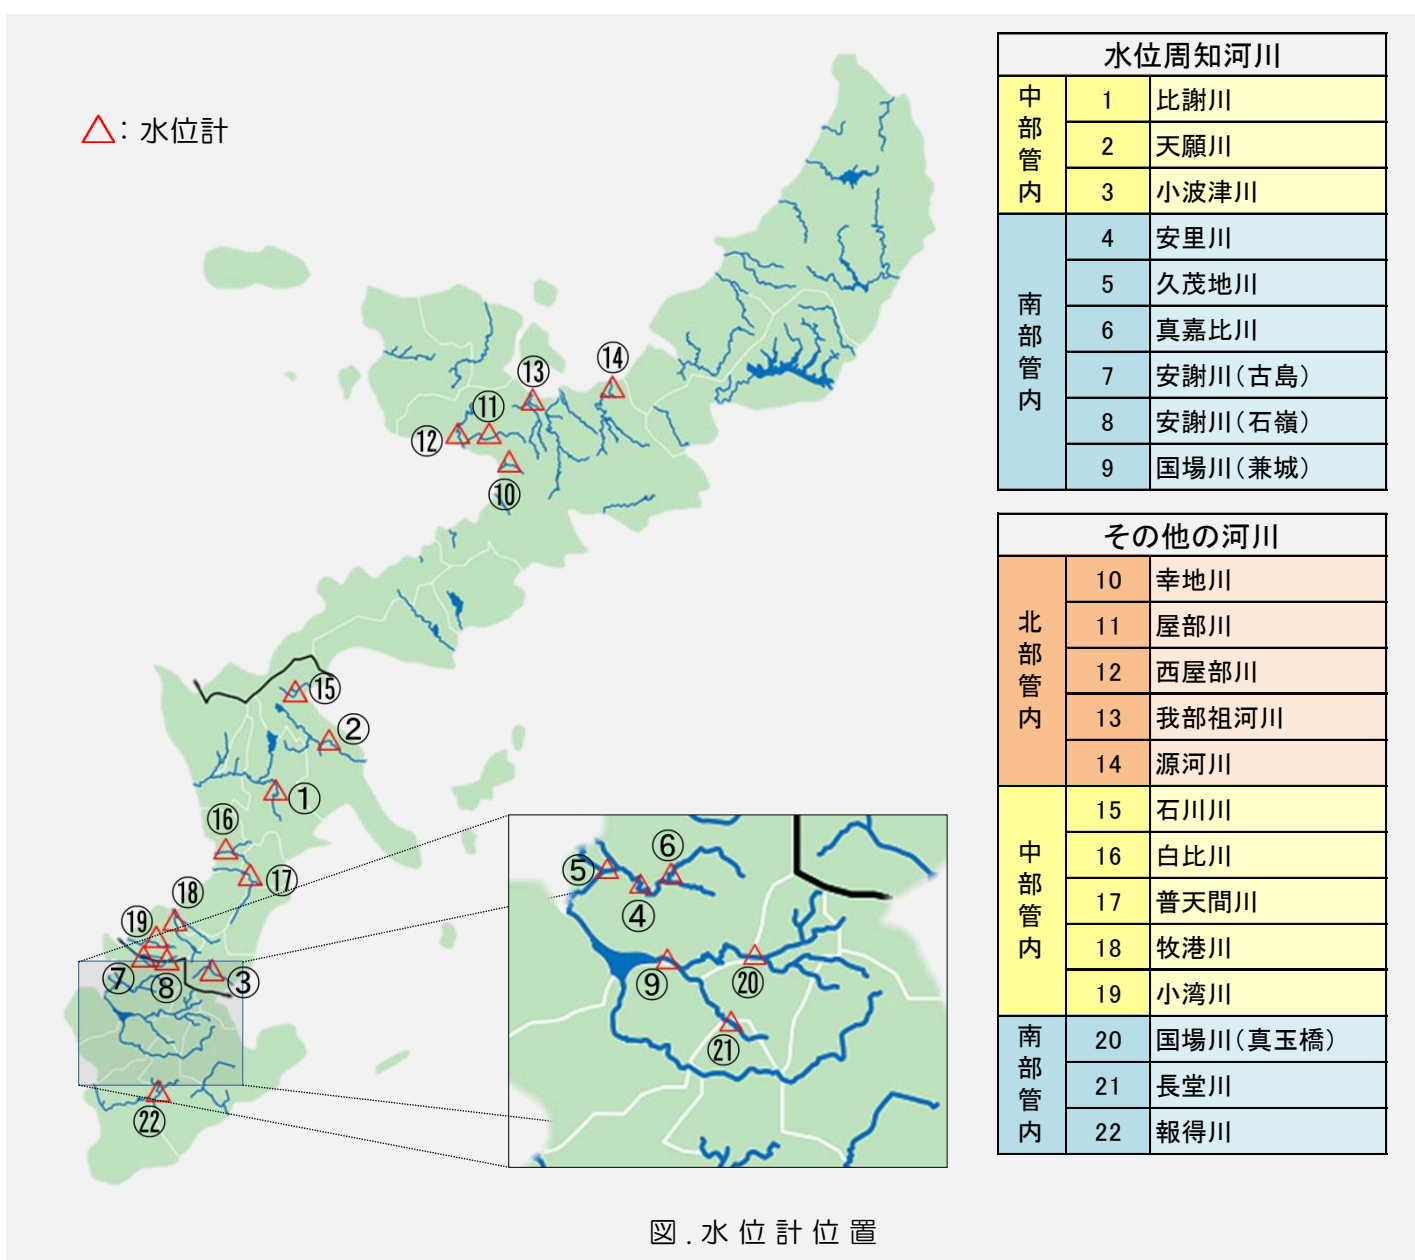 △：水位計
⑭
⑬
⑪
⑫
⑩
⑮
②
①
⑯
⑰
⑱
⑲
⑦
⑧
③
㉒
⑥
⑤
④
⑨
⑳
㉑
水位周知河川
中部管内
1 比謝川
2 天願川
3 小波津川
南部管内
4 安里川
5 久茂地川
6 真嘉比川
7 安謝川（古島）
8 安謝川（石嶺）
9 国場川（兼城）
その他の河川
北部管内
10 幸地川
11 屋部川
12 西屋部川
13 我部祖河川
14 源河川
中部管内
15 石川川
16 白比川
17 普天間川
18 牧港川
19 小湾川
南部管内
20 国場川（真玉橋）
21 長堂川
22 報得川
図．水位計位置